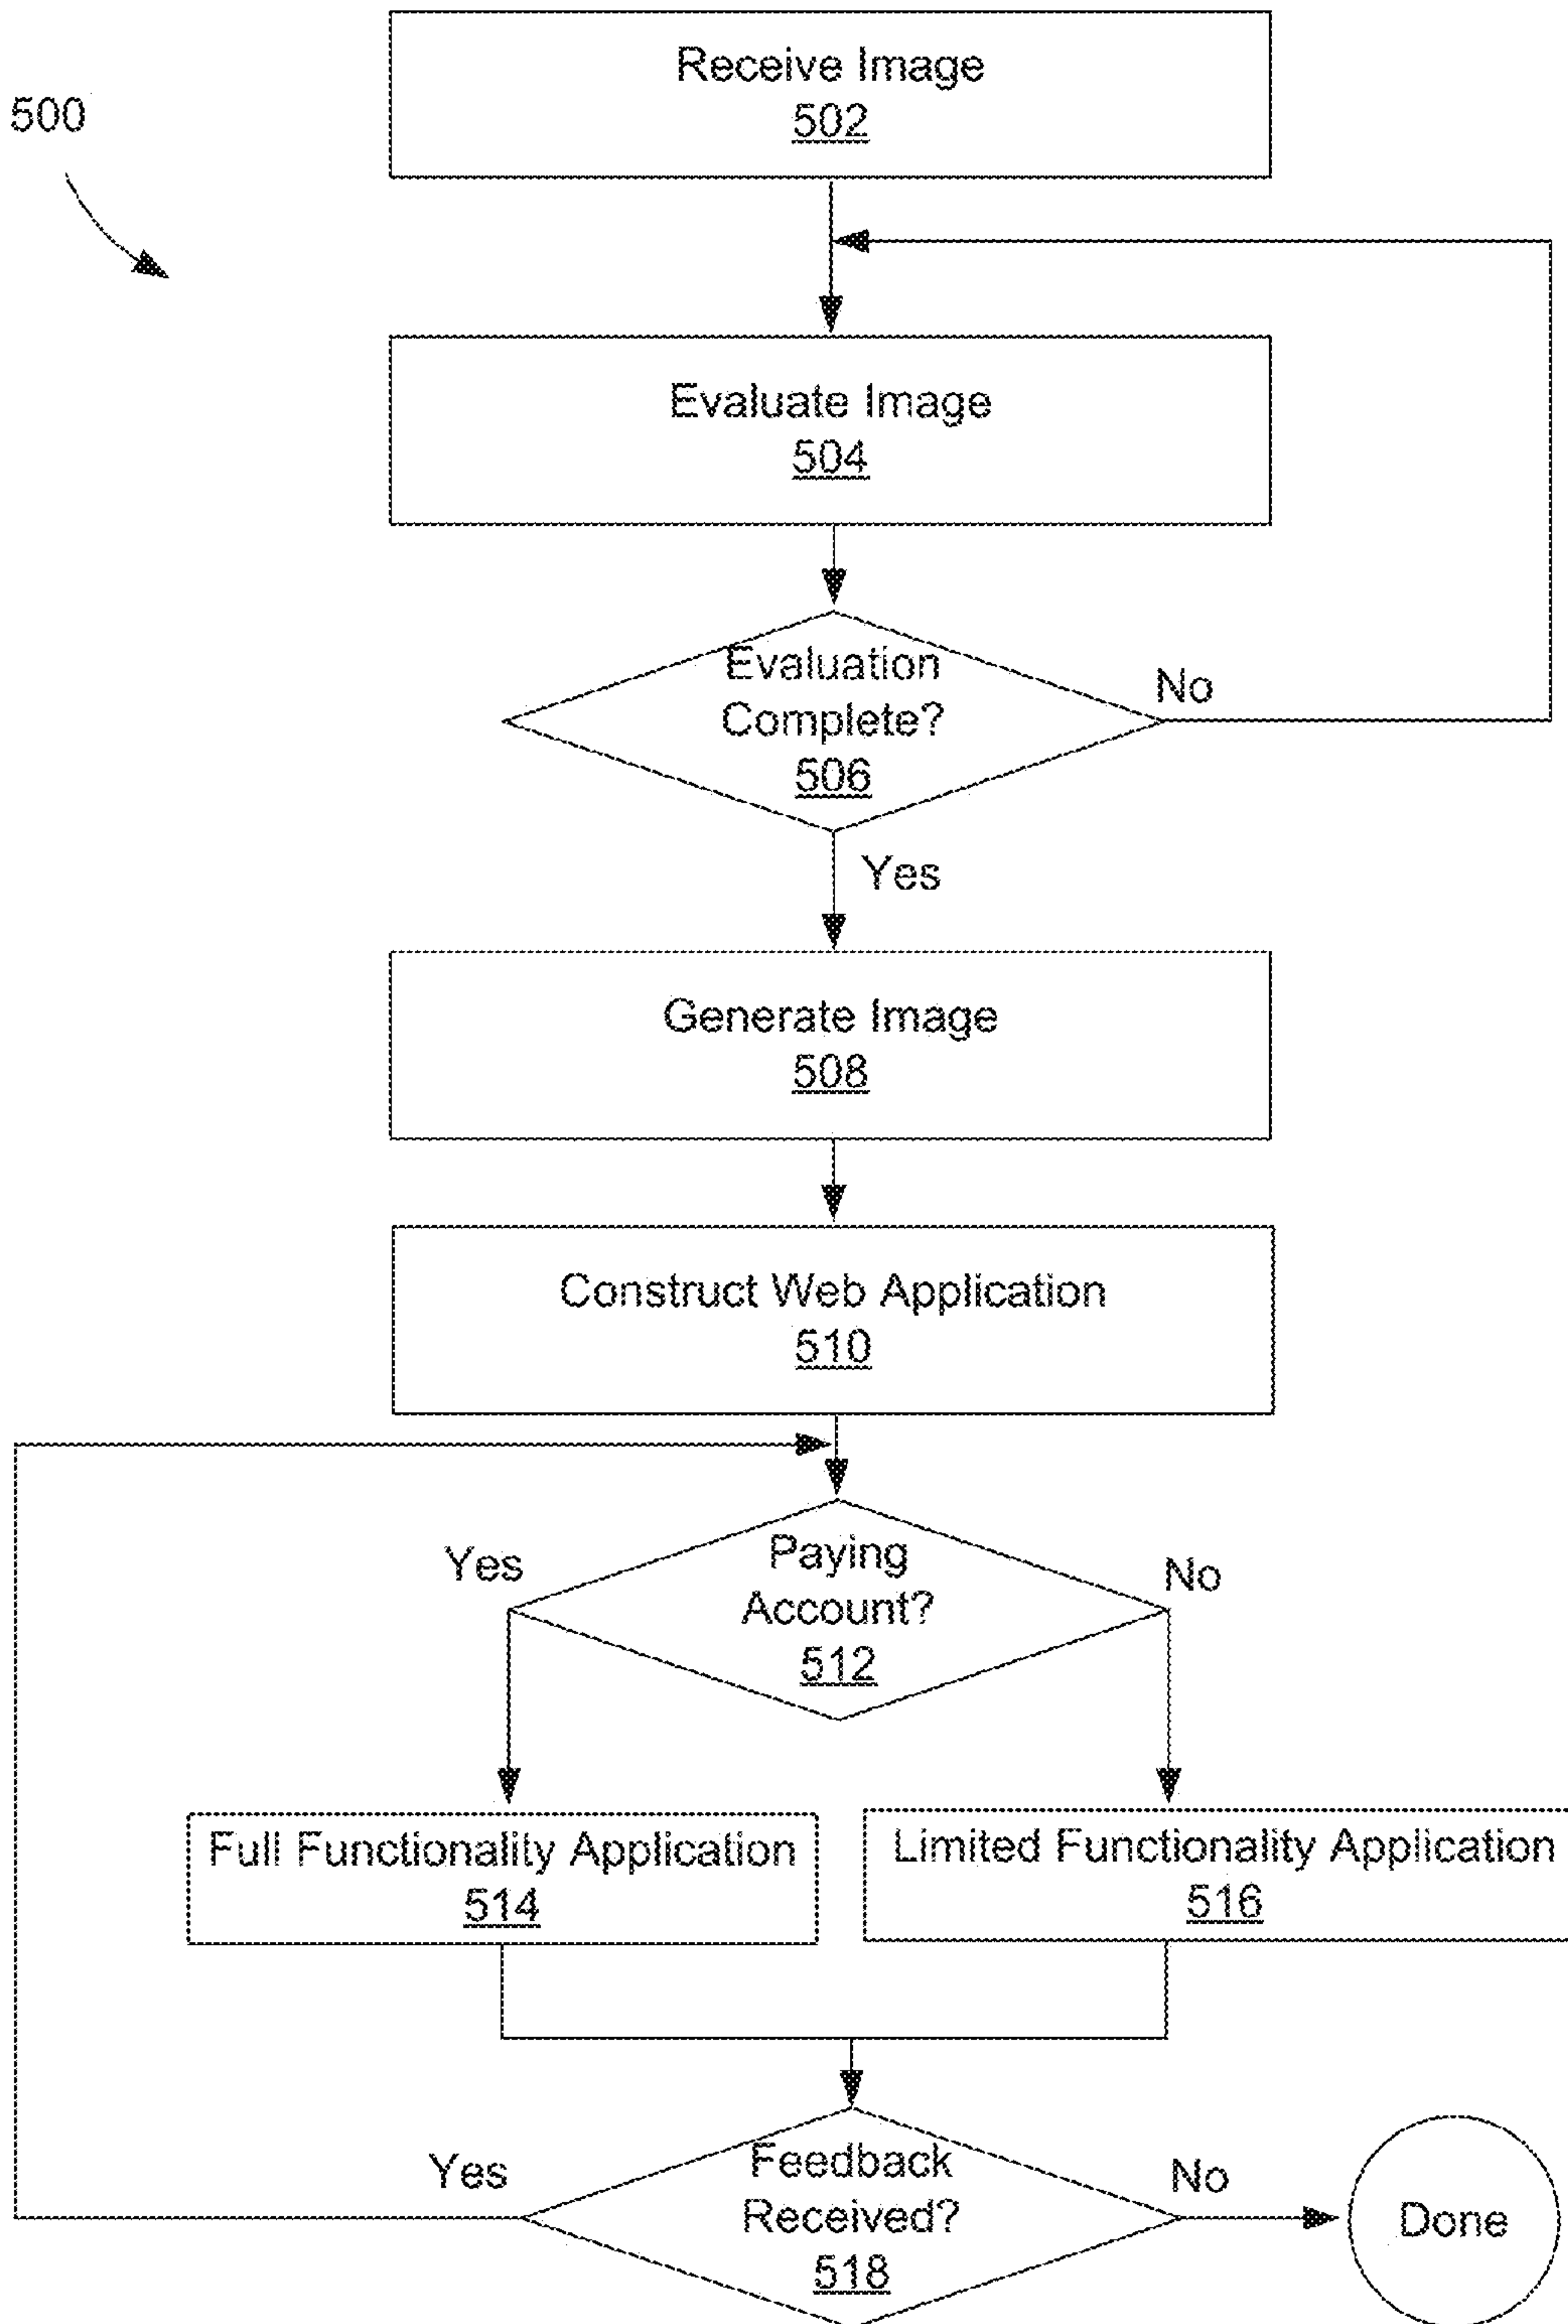 500
Receive Image
502
Evaluate Image
504
Evaluation
Complete?
506
No
Yes
Generate Image
508
Construct Web Application
510
Yes
Paying
Account?
512
No
Full Functionality Application
514
Limited Functionality Application
516
Yes
Feedback
Received?
518
No
Done